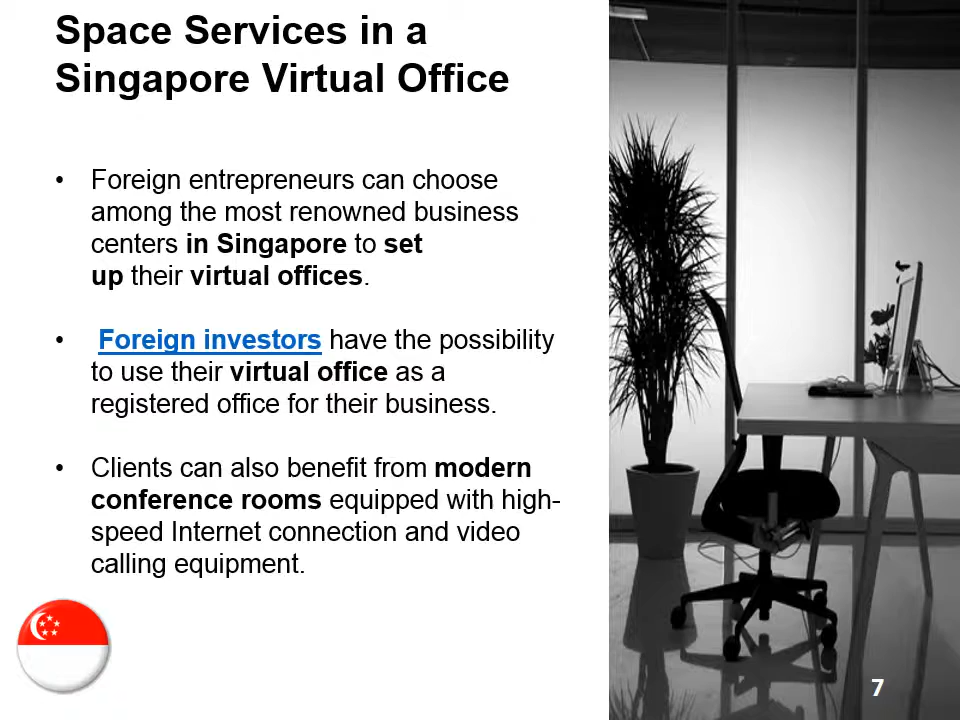 Space Services in a
Singapore Virtual Office
• Foreign entrepreneurs can choose
among the most renowned business
centers in Singapore to set
up their virtual offices.
• Foreign investors have the possibility
to use their virtual office as a
registered office for their business.
• Clients can also benefit from modern
conference rooms equipped with high-
speed Internet connection and video
calling equipment.
7